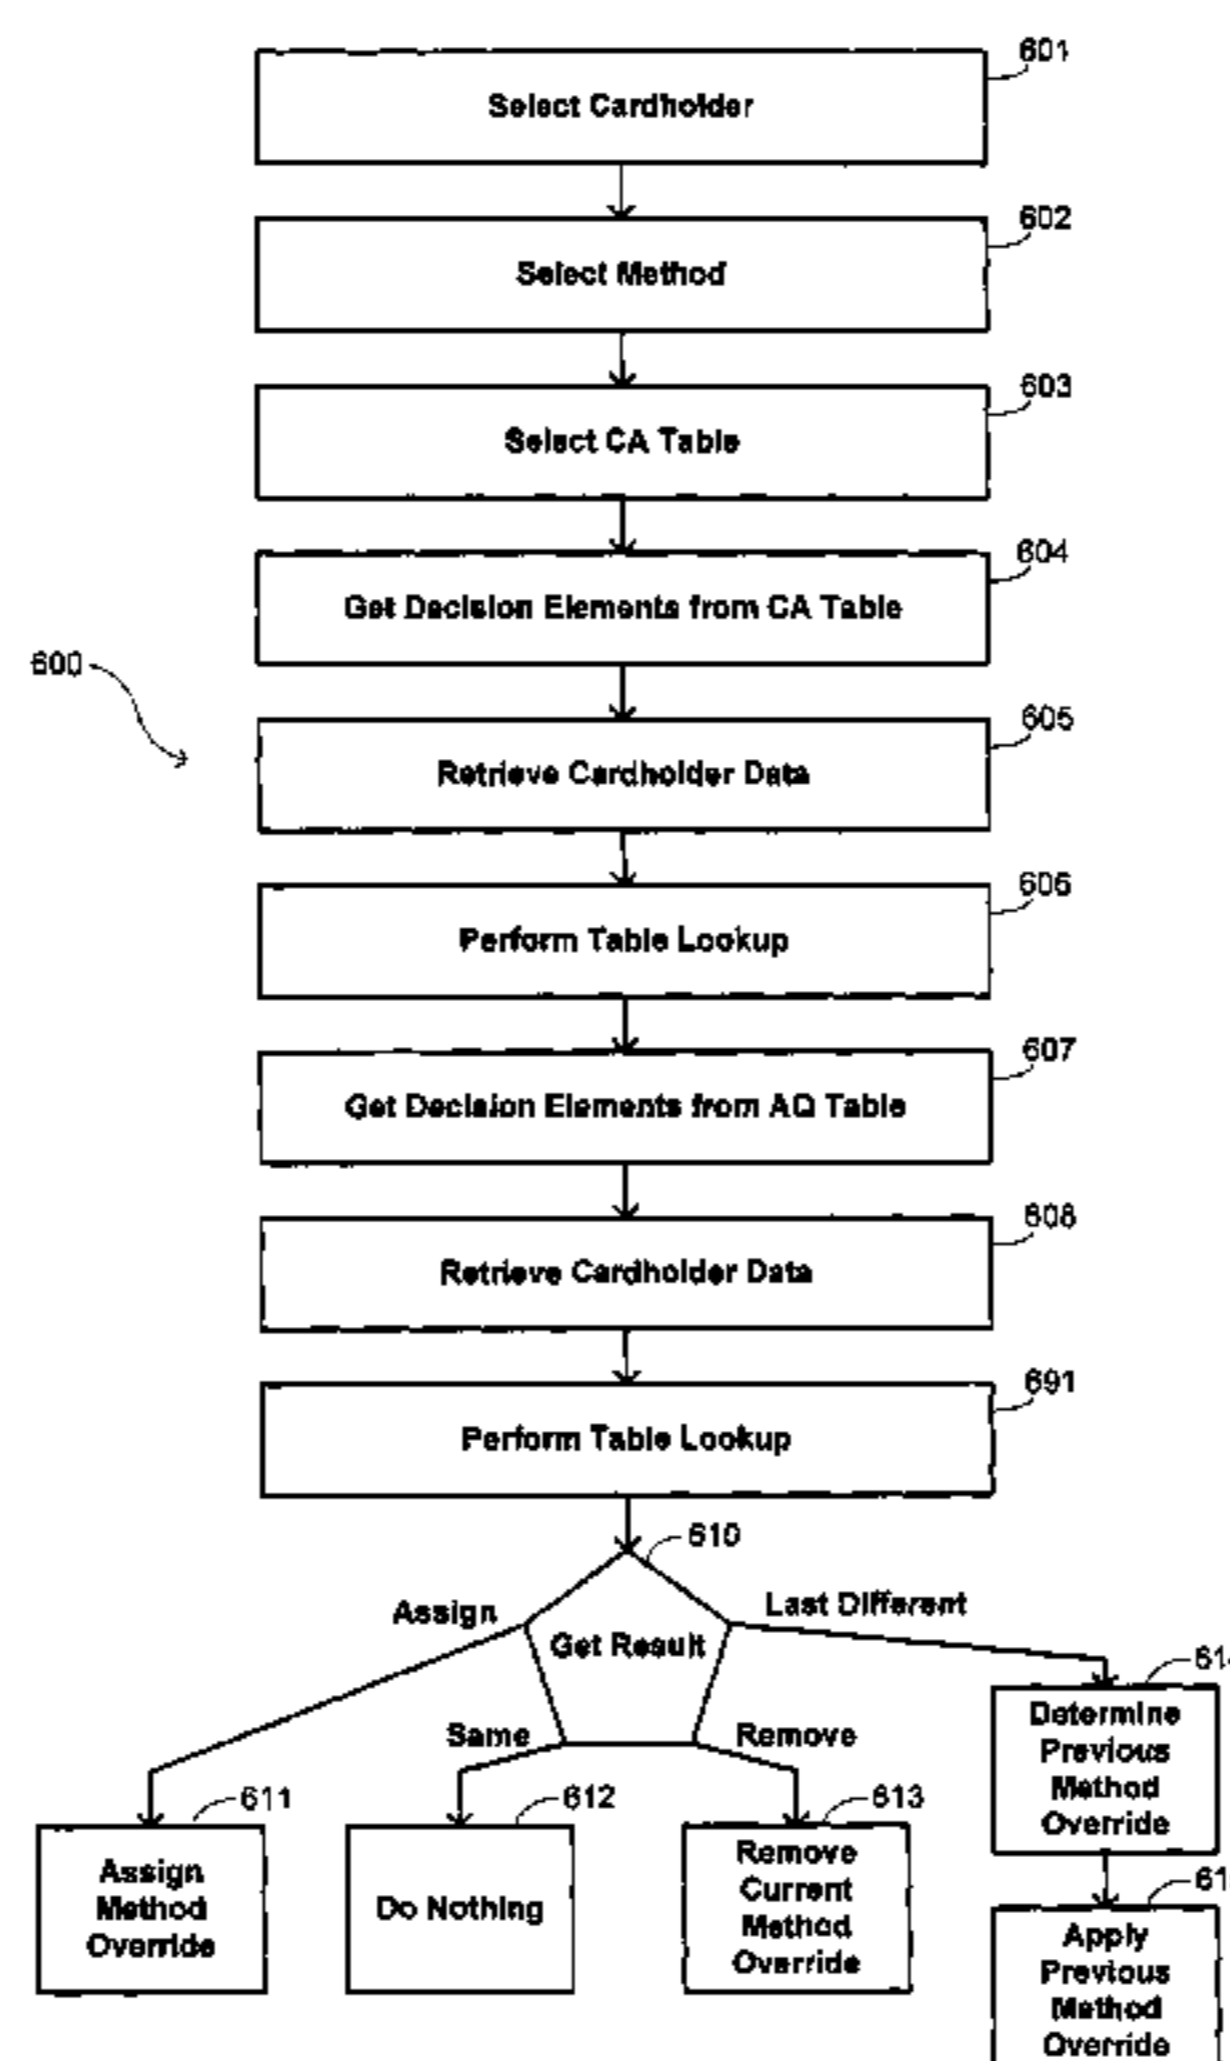 601
Select Cardholder
602
Select Method
603
Select CA Table
604
Get Decision Elements from CA Table
600
605
Retrieve Cardholder Data
606
Perform Table Lookup
607
Get Decision Elements from AQ Table
608
Retrieve Cardholder Data
691
Perform Table Lookup
610
Assign
Last Different
Get Result
Same
Remove
611
Assign
Method
Override
612
Do Nothing
613
Remove
Current
Method
Override
Determine
Previous
Method
Override
Apply
Previous
Method
Override